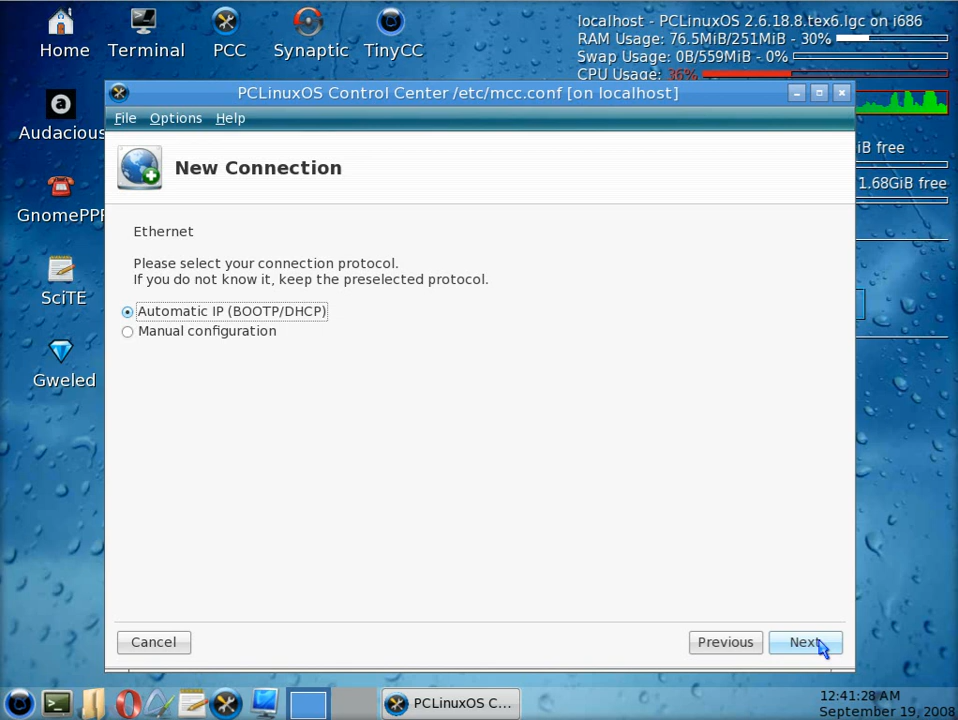 Home
Terminal
PCC
Synaptic
TinyCC
localhost - PCLinuxOS 2.6.18.8.tex6.lgc on i686
RAM Usage: 76.5MiB/251MiB - 30%
Swap Usage: 0B/559MiB - 0%
CPU Usage: 36%
PCLinuxOS Control Center /etc/mcc.conf [on localhost]
File Options Help
Audacious
iB free
1.68GiB free
New Connection
GnomePPP
Ethernet
Please select your connection protocol.
If you do not know it, keep the preselected protocol.
SciTE
Automatic IP (BOOTP/DHCP)
Manual configuration
Gweled
Cancel
Previous
Next
PCLinuxOS C...
12:41:28 AM
September 19, 2008